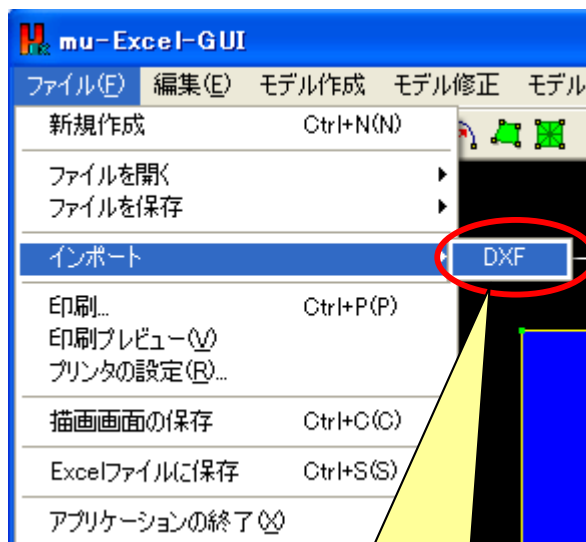 mu-Excel-GUI
ファイル(F) 編集(E) モデル作成 モデル修正 モデル
新規作成 Ctrl+N(N)
ファイルを開く
ファイルを保存
インポート DXF
印刷... Ctrl+P(P)
印刷プレビュー(V)
プリンタの設定(R)...
描画画面の保存 Ctrl+C(C)
Excelファイルに保存 Ctrl+S(S)
アプリケーションの終了(X)